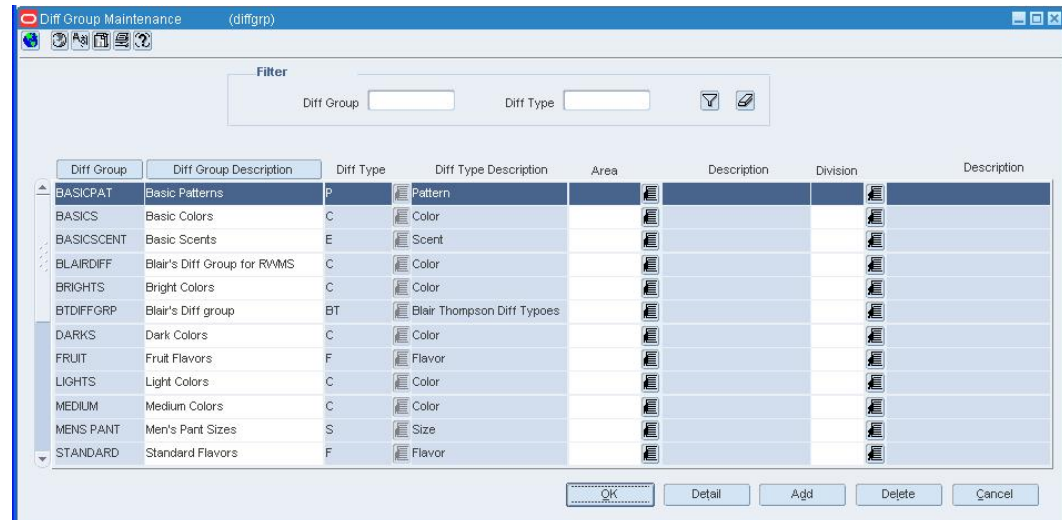 Diff Group Maintenance (diffgrp)
Filter
Diff Group Diff Type
Diff Group Diff Group Description Diff Type Diff Type Description Area Description Division Description
BASICPAT Basic Patterns P Pattern
BASICS Basic Colors C Color
BASICSCENT Basic Scents E Scent
BLAIRDIFF Blair's Diff Group for RWMS C Color
BRIGHTS Bright Colors C Color
BTDIFFGRP Blair's Diff group BT Blair Thompson Diff Typoes
DARKS Dark Colors C Color
FRUIT Fruit Flavors F Flavor
LIGHTS Light Colors C Color
MEDIUM Medium Colors C Color
MENS PANT Men's Pant Sizes S Size
STANDARD Standard Flavors F Flavor
OK Detail Add Delete Cancel